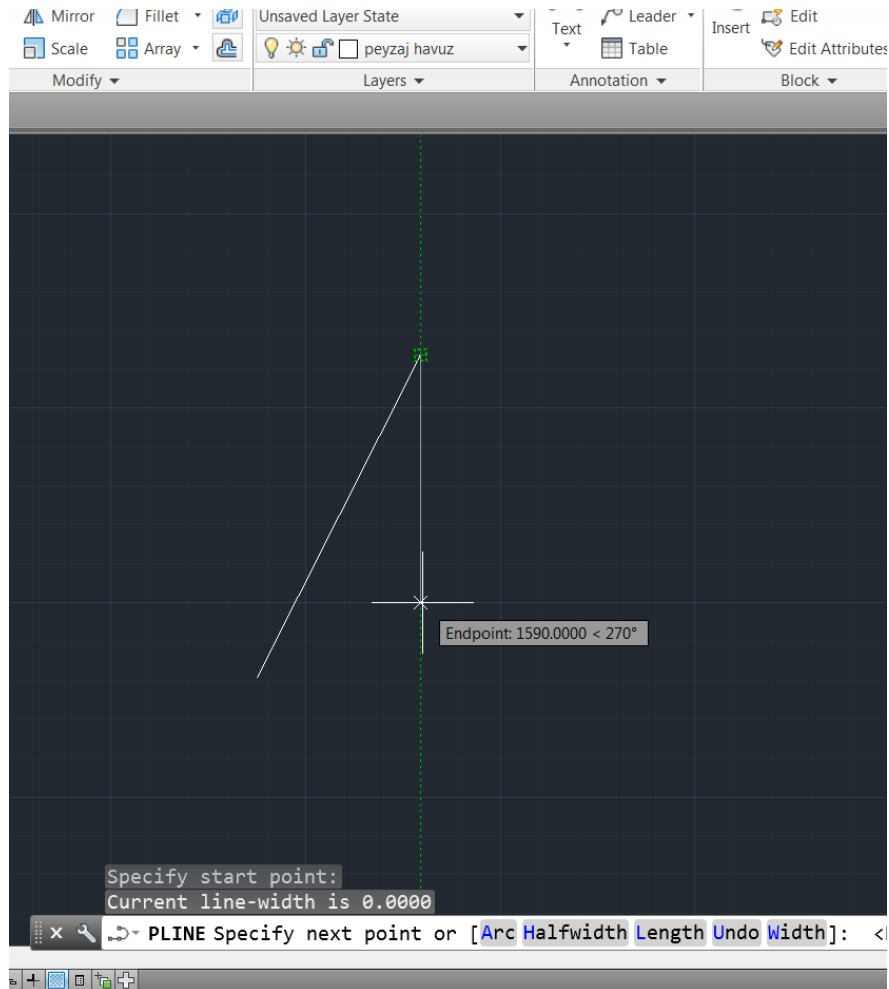 Mirror Fillet Unsaved Layer State Leader Edit
Text Insert
Scale Array peyzaj havuz Table Edit Attributes
Modify Layers Annotation Block
Endpoint: 1590.0000 < 270°
Specify start point:
Current line-width is 0.0000
PLINE Specify next point or [Arc Halfwidth Length Undo Width]: <